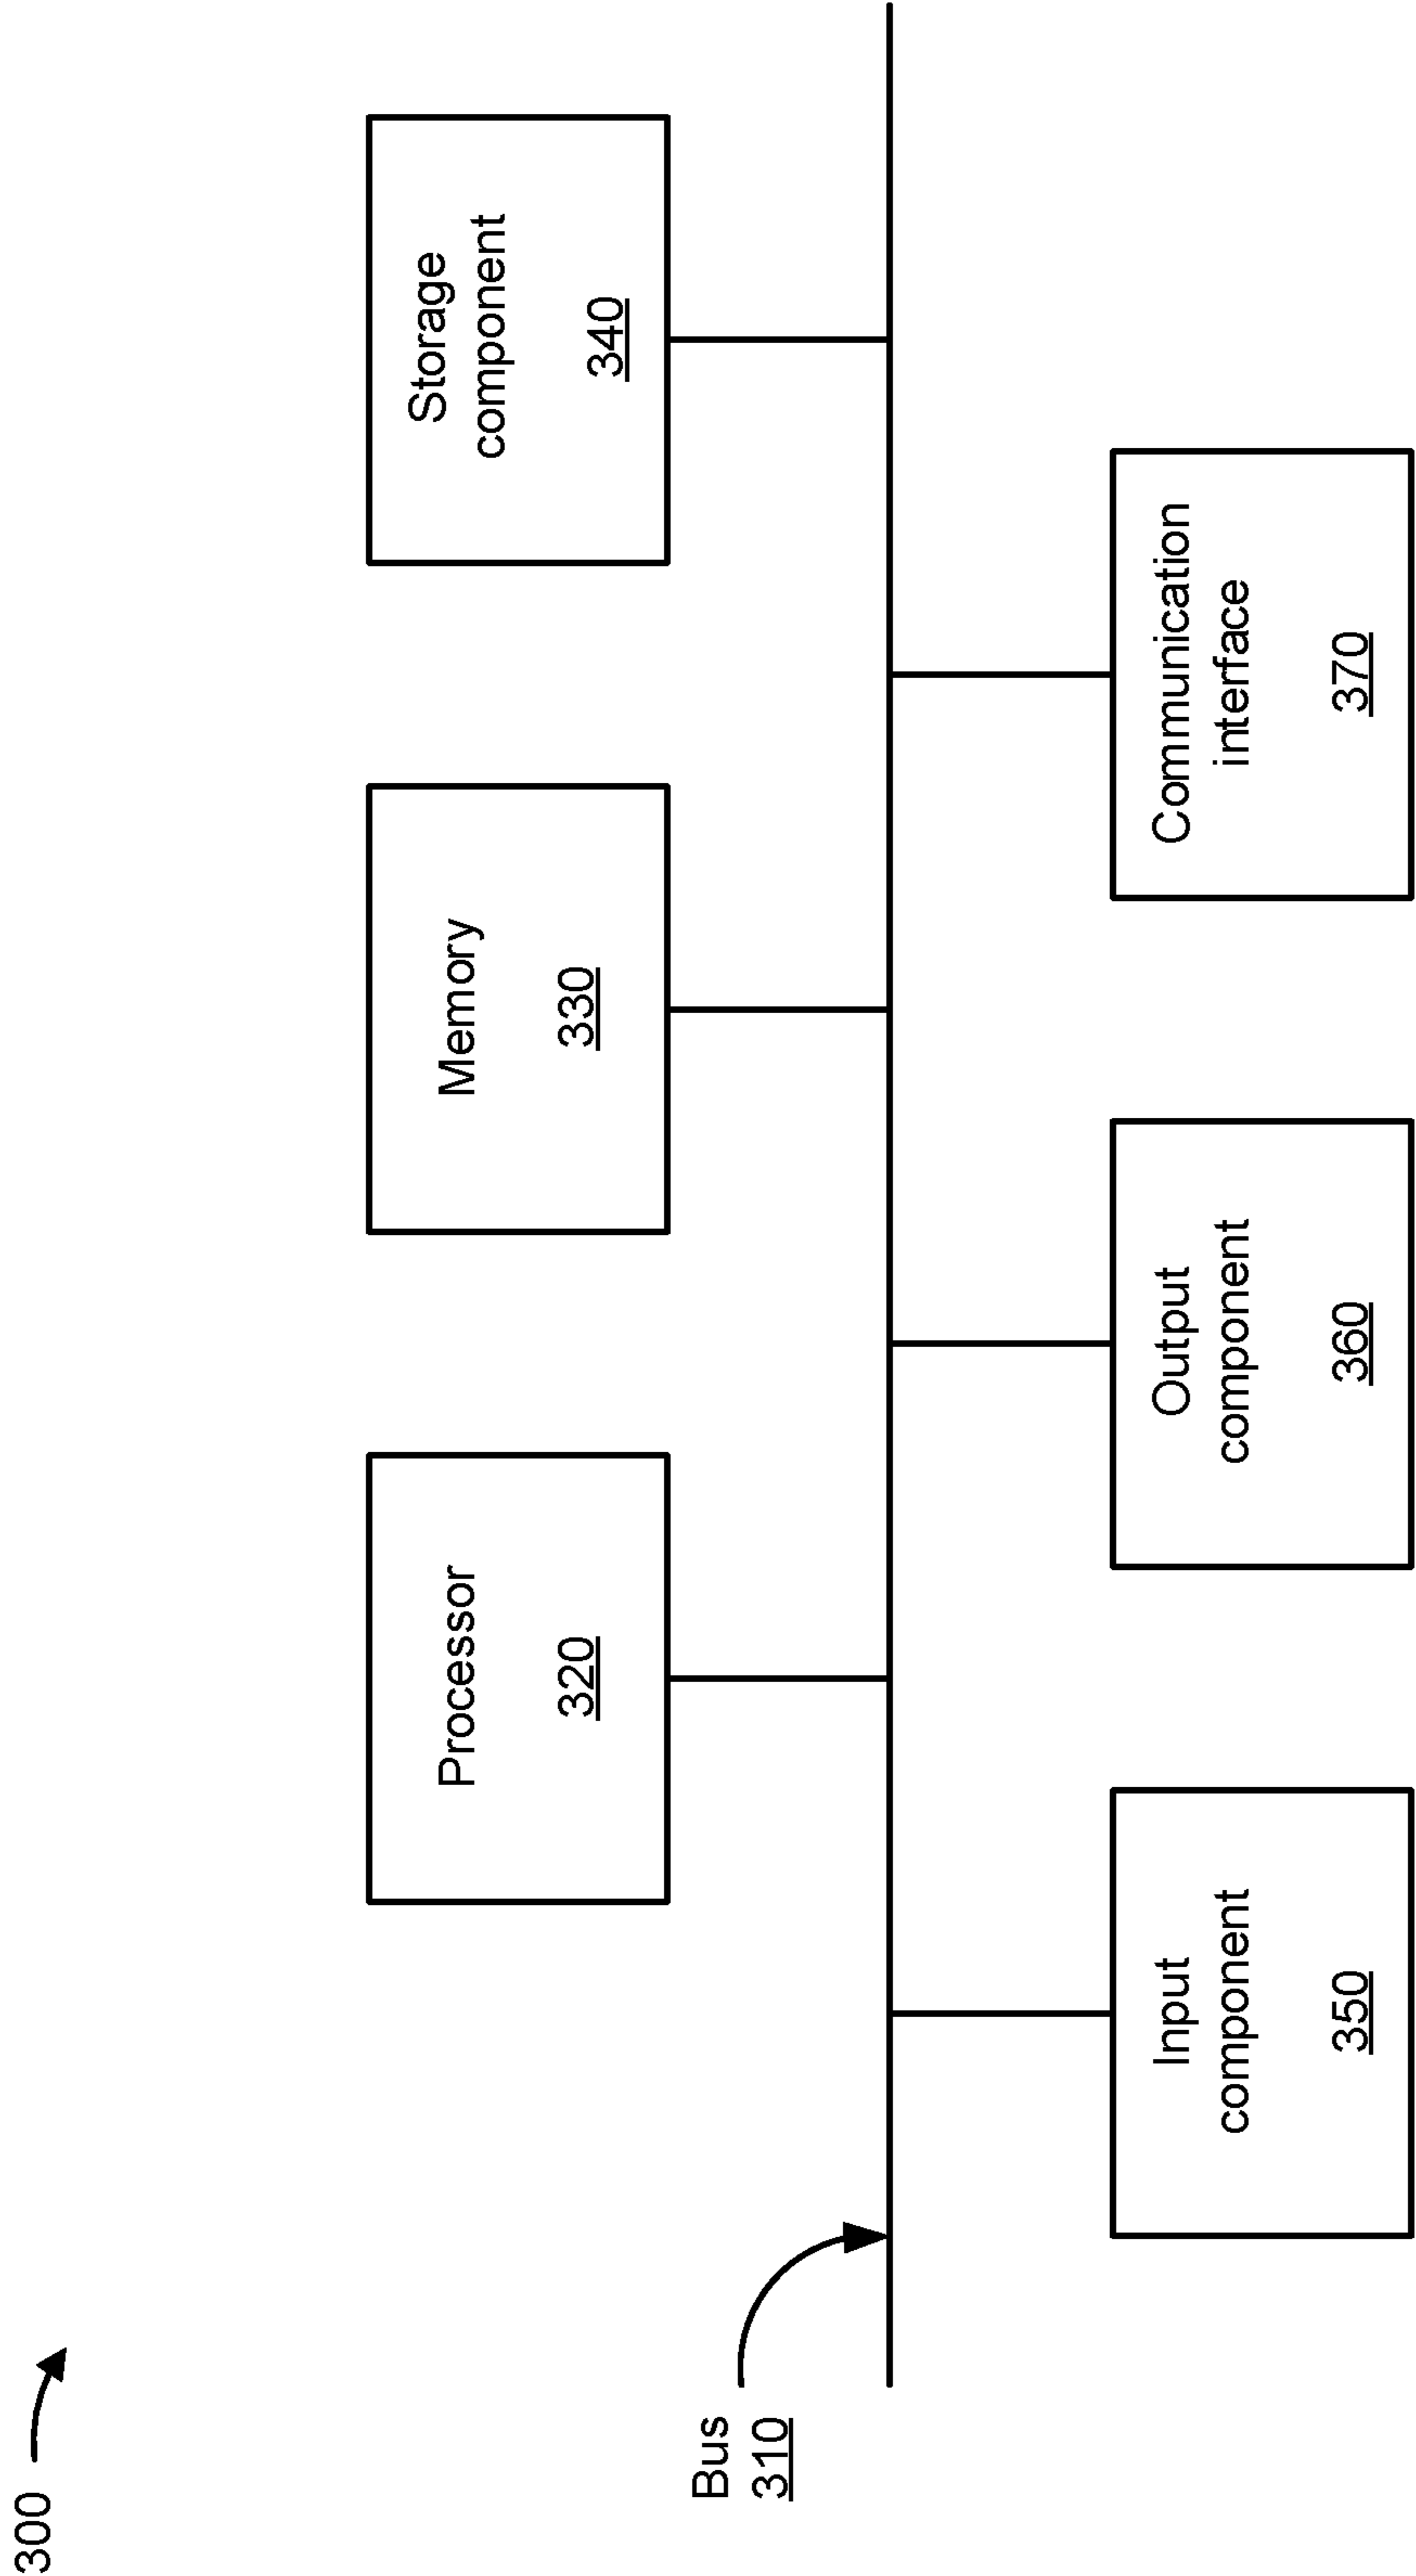 300
Processor
320
Memory
330
Storage
component
340
Bus
310
Input
component
350
Output
component
360
Communication
interface
370